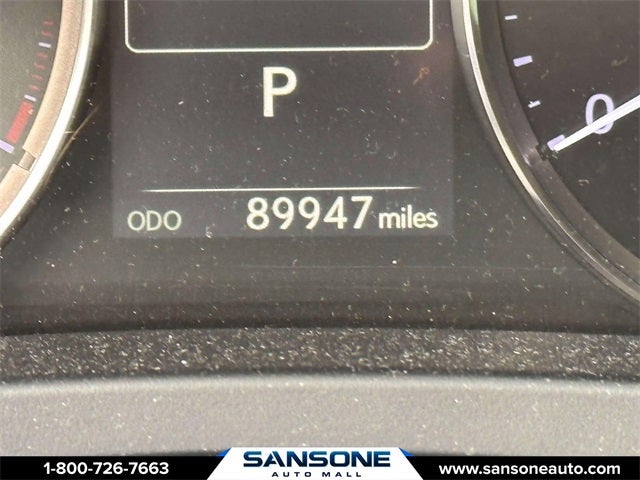 P
0
ODO 89947 miles
1-800-726-7663
SANSONE
AUTO MALL
www.sansoneauto.com